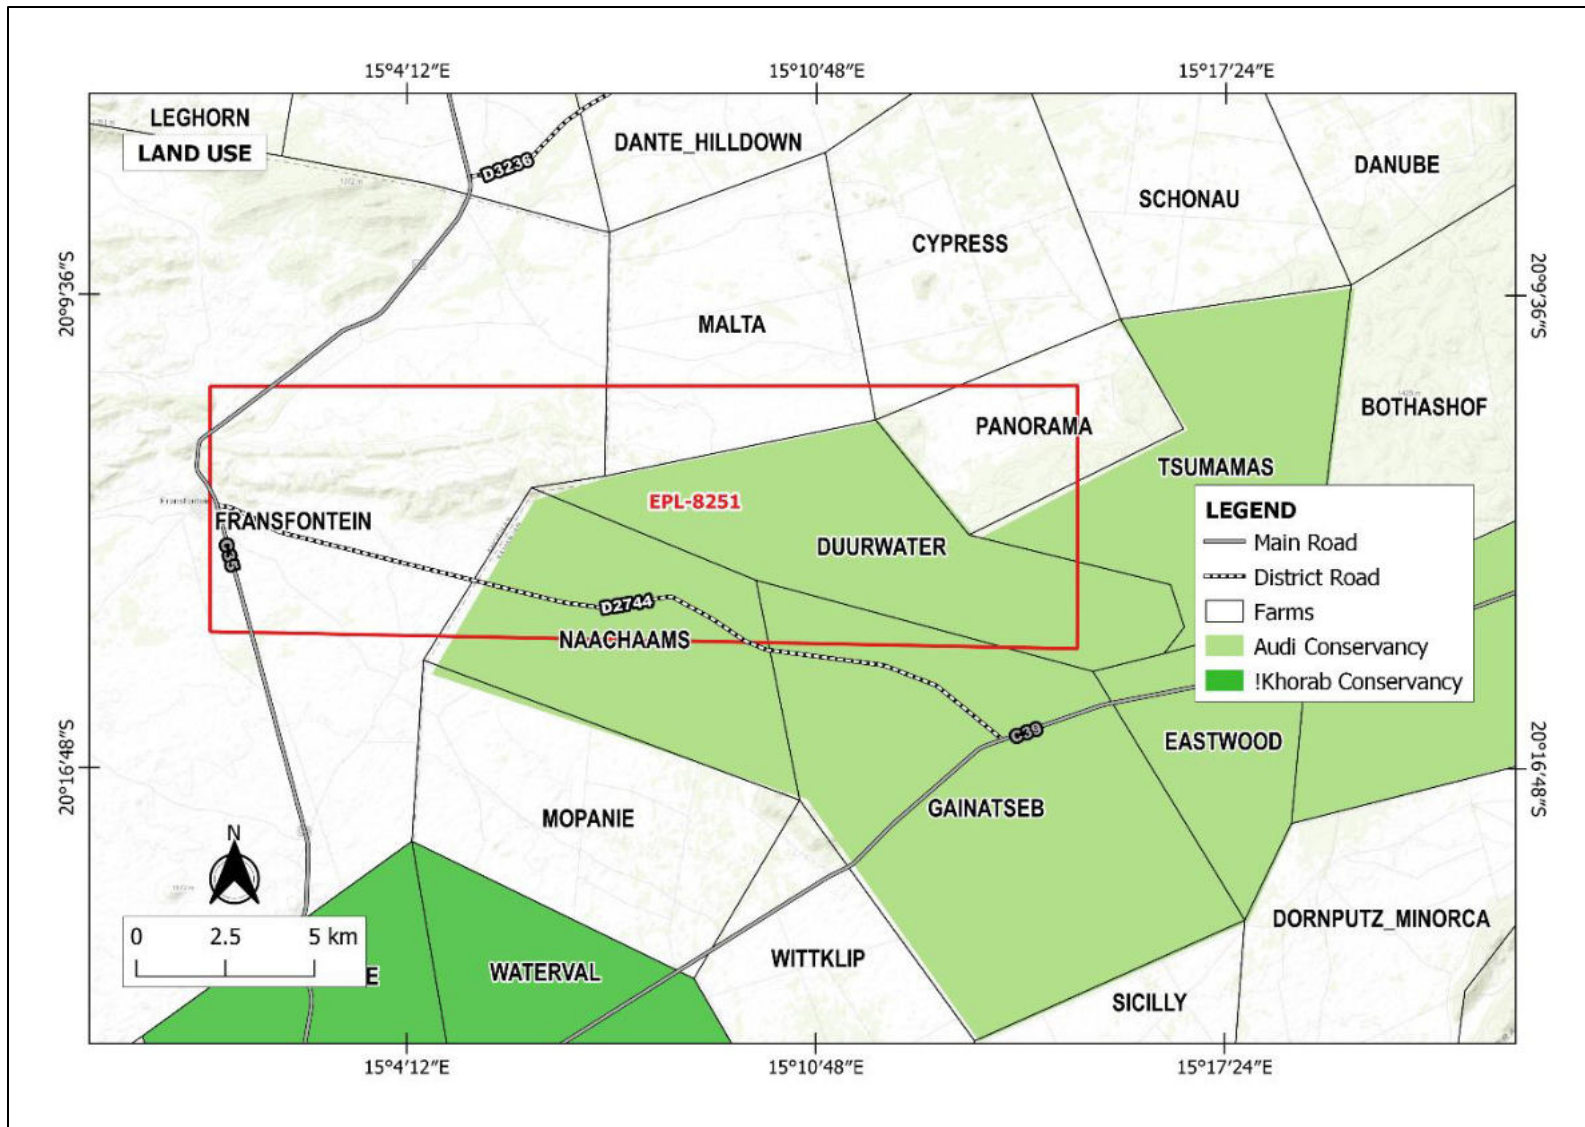 15°4'12"E
15°10'48"E
15°17'24"E
LEGHORN
LAND USE
D3236
DANTE_HILLDOWN
DANUBE
SCHONAU
CYPRESS
20°9'36"S
20°9'36"S
MALTA
BOTHASHOF
PANORAMA
TSUMAMAS
EPL-8251
Fransfontein
FRANSFONTEIN
DUURWATER
C35
D2744
NAACHAAMS
LEGEND
Main Road
District Road
Farms
Audi Conservancy
!Khorab Conservancy
C39
EASTWOOD
20°16'48"S
20°16'48"S
GAINATSEB
MOPANIE
N
0 2.5 5 km
E
WATERVAL
WITTKLIP
DORNPUTZ_MINORCA
SICILLY
15°4'12"E
15°10'48"E
15°17'24"E